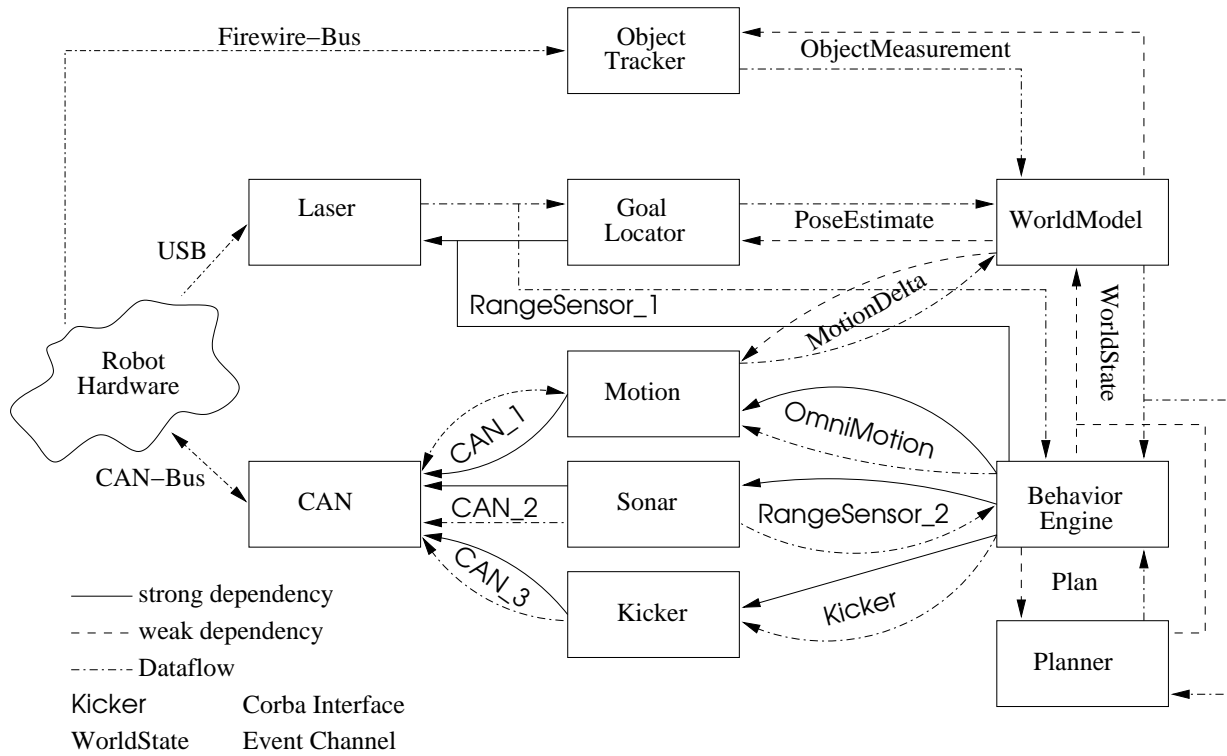 Firewire–Bus
Object
Tracker
ObjectMeasurement
Laser
Goal
Locator
PoseEstimate
WorldModel
USB
RangeSensor_1
MotionDelta
WorldState
Robot
Hardware
Motion
CAN_1
OmniMotion
CAN–Bus
CAN
CAN_2
Sonar
RangeSensor_2
Behavior
Engine
CAN_3
Kicker
Kicker
Plan
Planner
strong dependency
weak dependency
Dataflow
Kicker Corba Interface
WorldState Event Channel